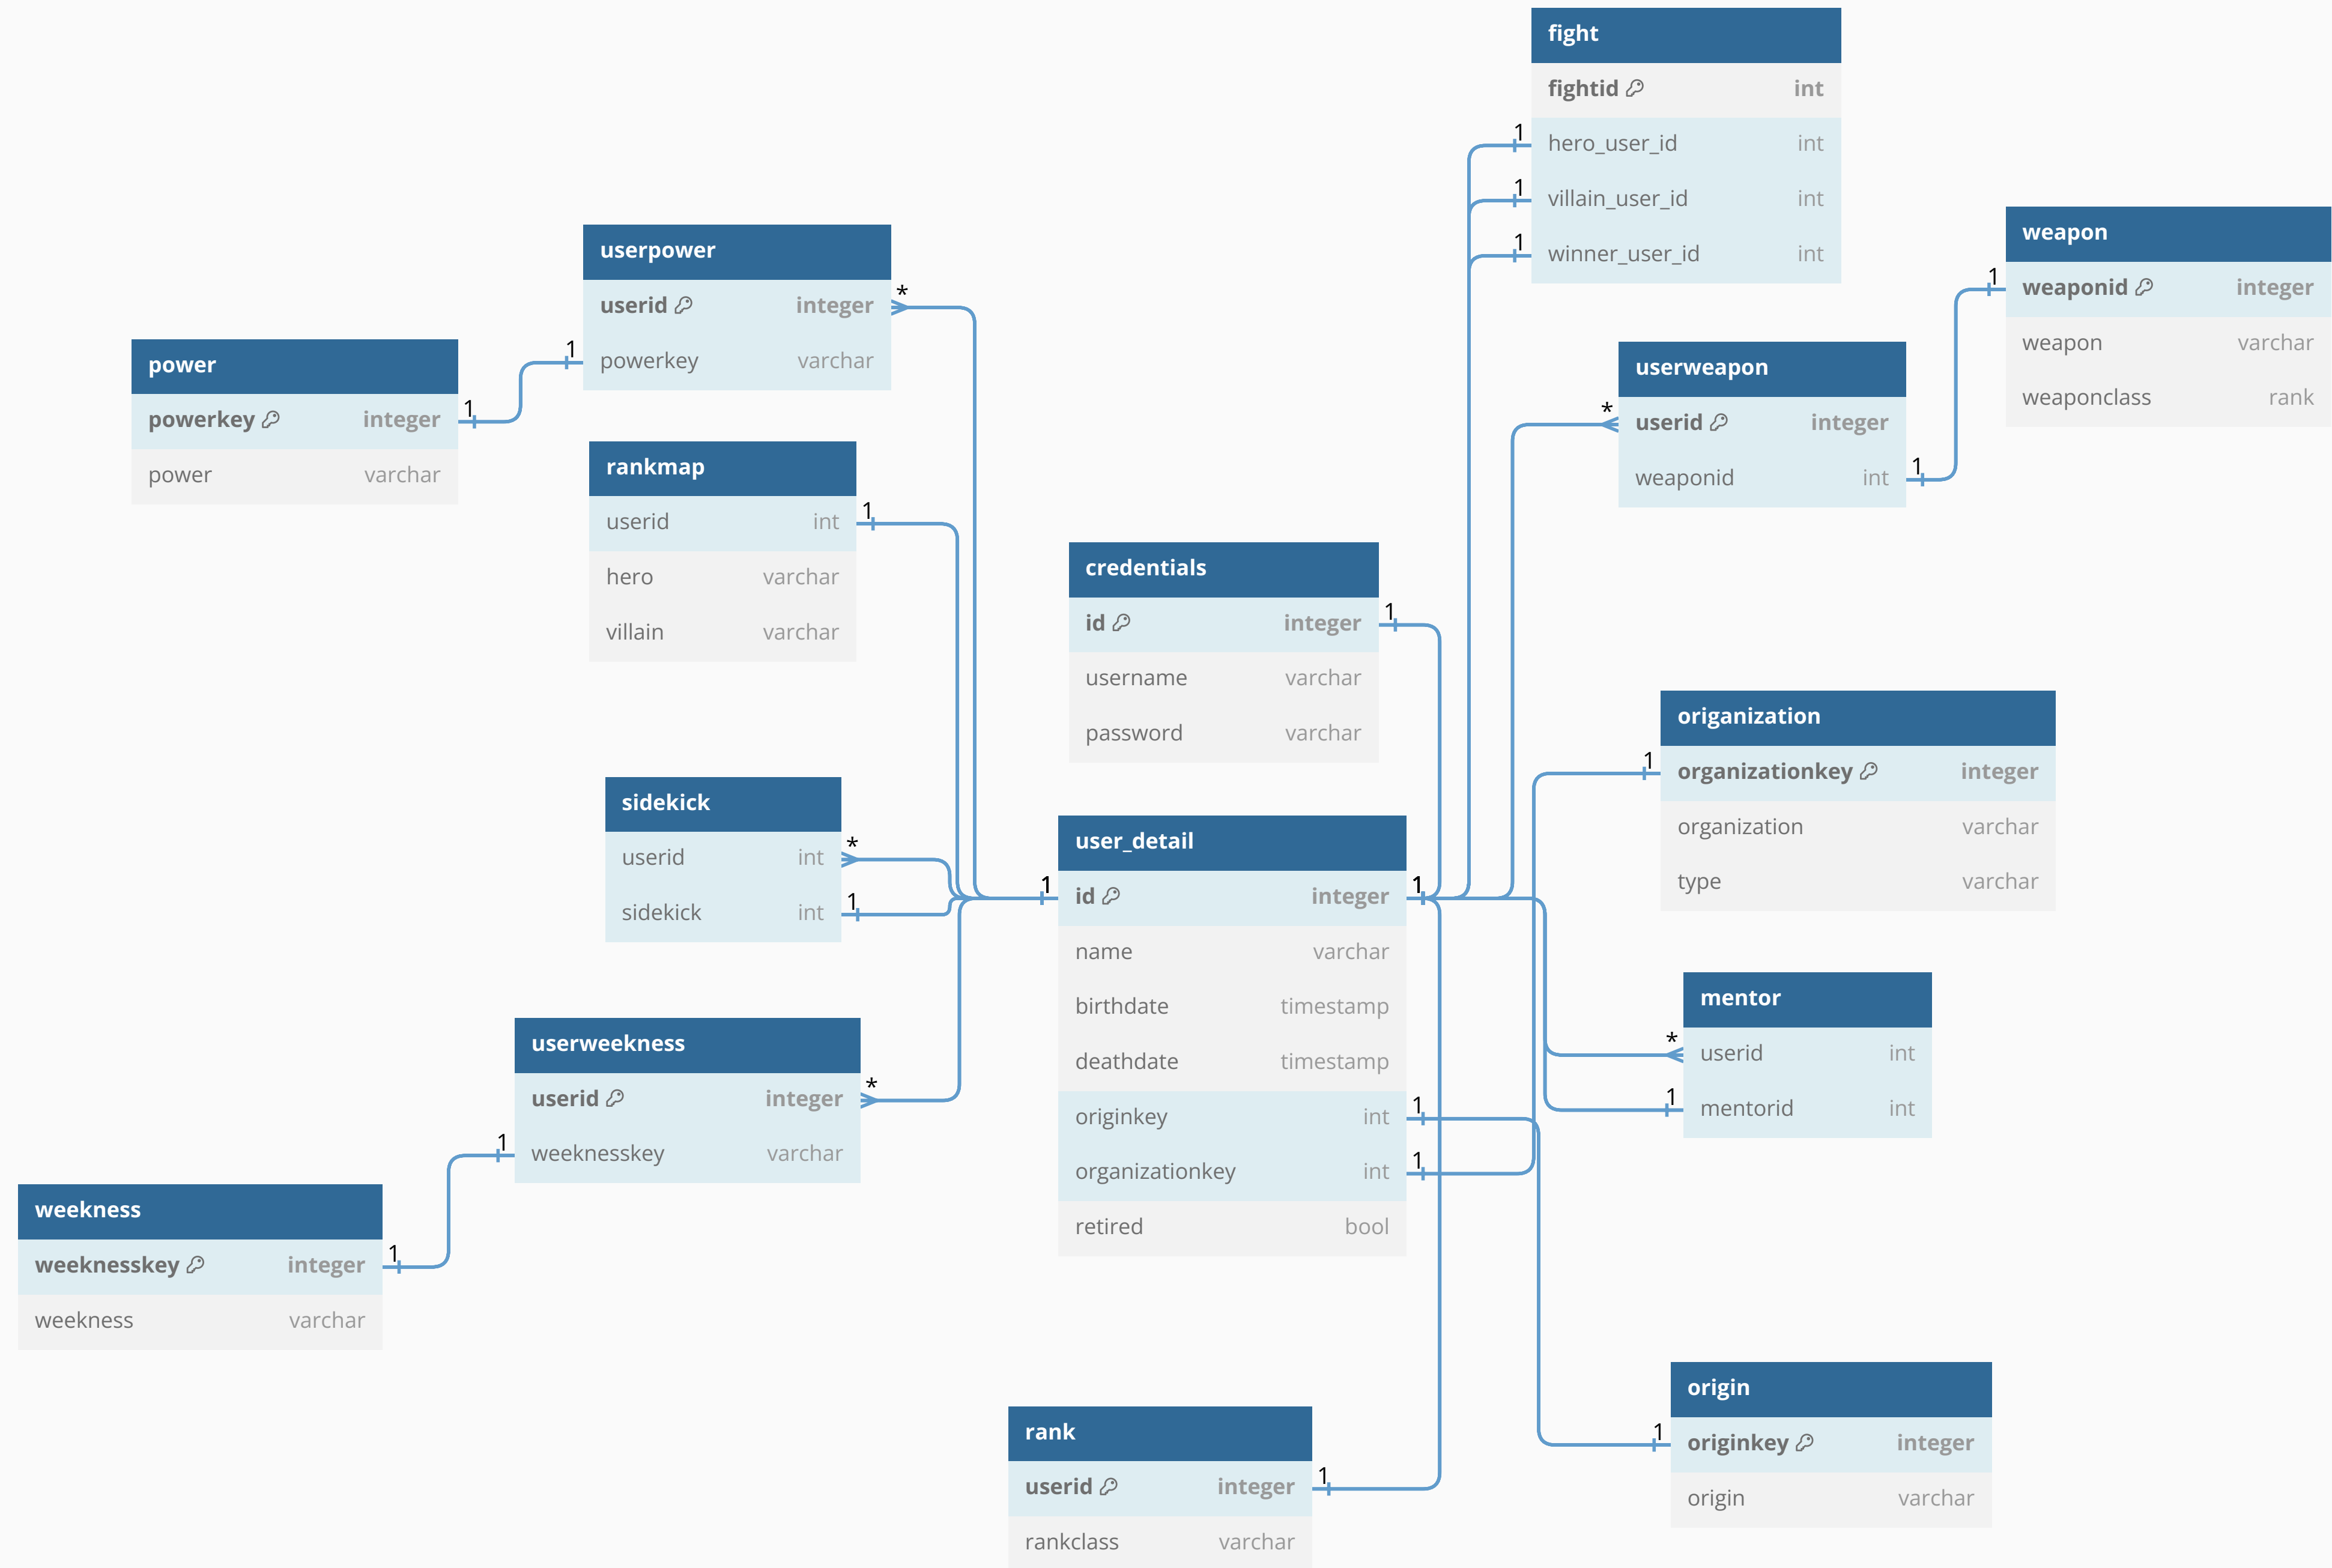 fight
fightid int
1 hero_user_id int
1 villain_user_id int
1 winner_user_id int
weapon
1 weaponid integer
weapon varchar
weaponclass rank
userpower
userid integer *
1 powerkey varchar
power
powerkey integer 1
power varchar
userweapon
* userid integer
weaponid int 1
rankmap
userid int 1
hero varchar
villain varchar
credentials
id integer 1
username varchar
password varchar
origanization
1 organizationkey integer
organization varchar
type varchar
sidekick
userid int *
sidekick int 1
user_detail
1 id integer 1
name varchar
birthdate timestamp
deathdate timestamp
originkey int 1
organizationkey int 1
retired bool
mentor
* userid int
1 mentorid int
userweekness
userid integer *
1 weeknesskey varchar
weekness
weeknesskey integer 1
weekness varchar
origin
1 originkey integer
origin varchar
rank
userid integer 1
rankclass varchar